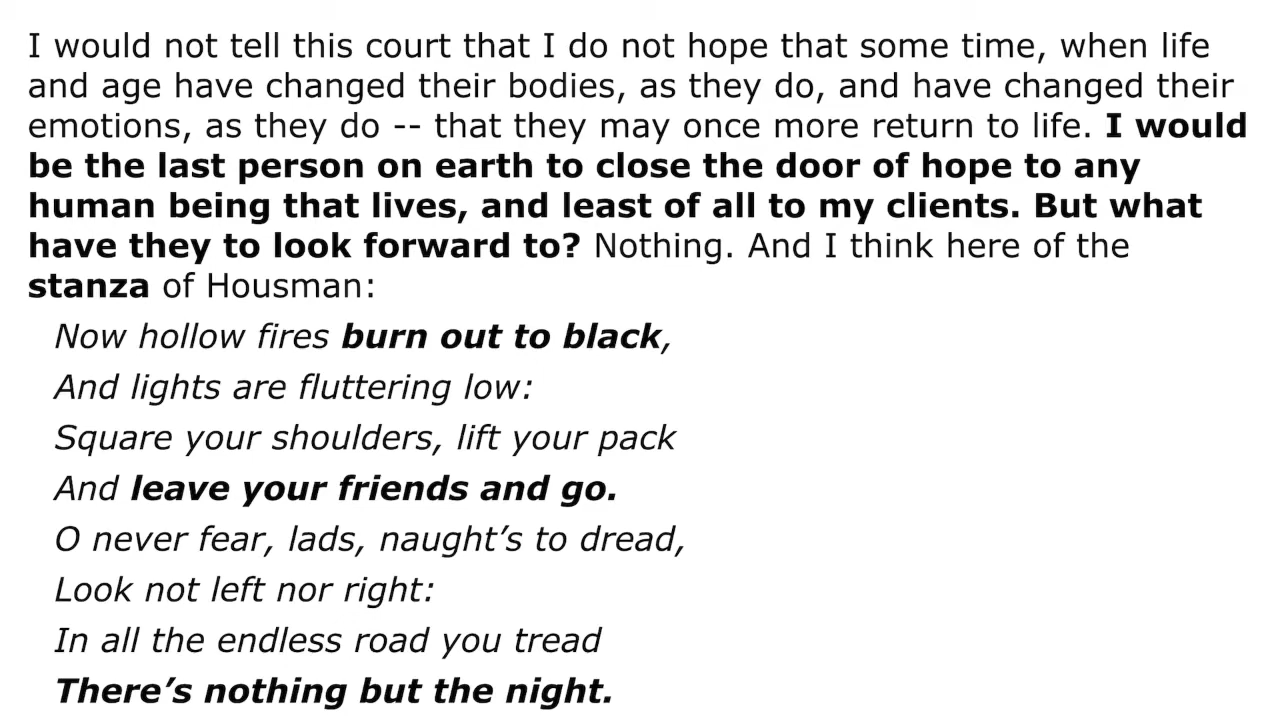 I would not tell this court that I do not hope that some time, when life
and age have changed their bodies, as they do, and have changed their
emotions, as they do -- that they may once more return to life. I would
be the last person on earth to close the door of hope to any
human being that lives, and least of all to my clients. But what
have they to look forward to? Nothing. And I think here of the
stanza of Housman:
Now hollow fires burn out to black,
And lights are fluttering low:
Square your shoulders, lift your pack
And leave your friends and go.
O never fear, lads, naught’s to dread,
Look not left nor right:
In all the endless road you tread
There’s nothing but the night.